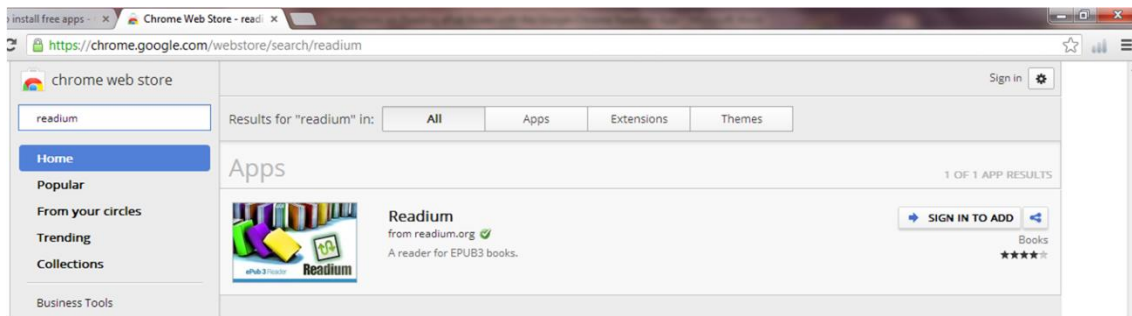 install free apps -
Chrome Web Store - readi
https://chrome.google.com/webstore/search/readium
chrome web store
Sign in
readium
Results for "readium" in:
All
Apps
Extensions
Themes
Home
Popular
From your circles
Trending
Collections
Business Tools
Apps
1 OF 1 APP RESULTS
ePub 3 Reader
Readium
Readium
from readium.org
A reader for EPUB3 books.
SIGN IN TO ADD
Books